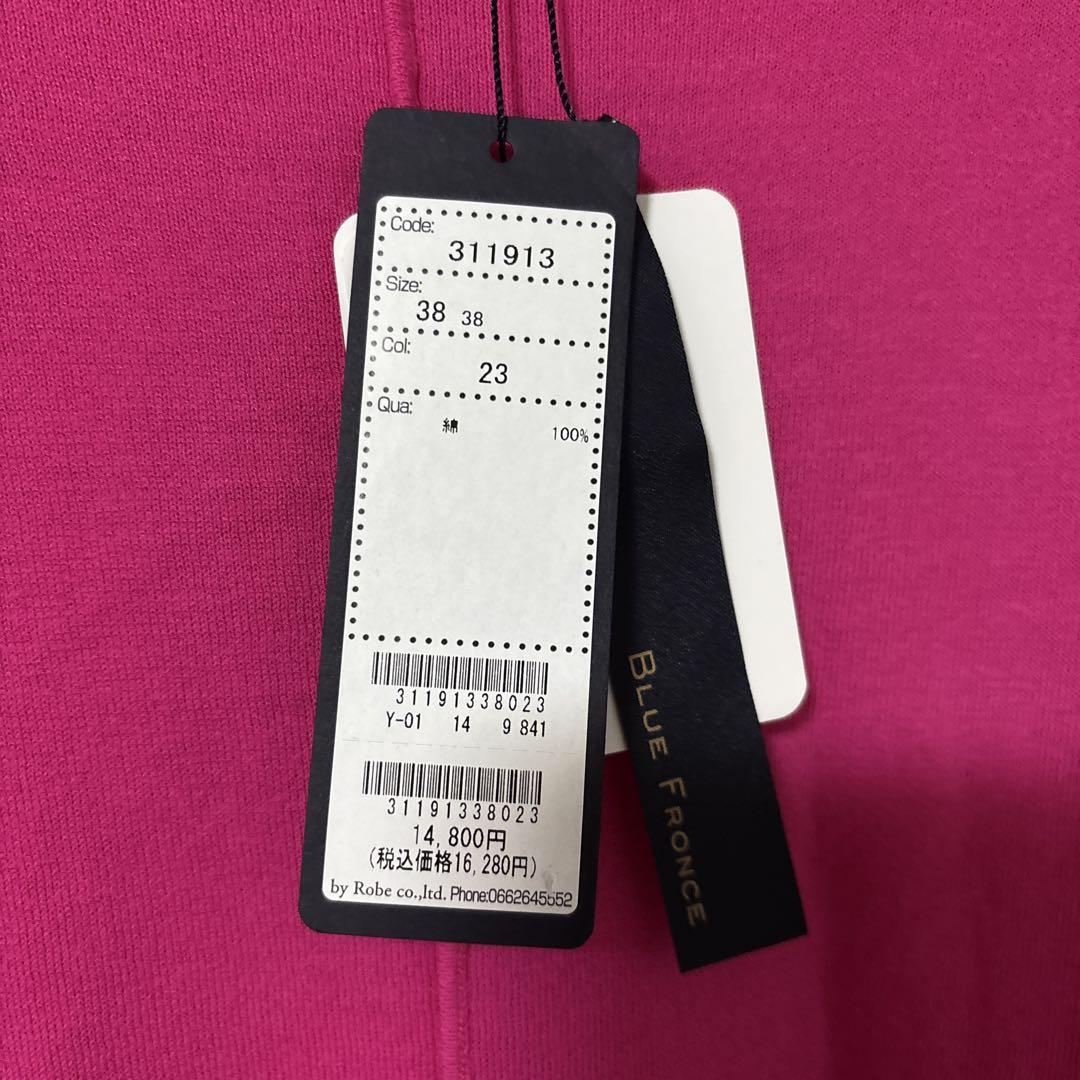 Code:
311913
Size:
38 38
Col:
23
Qua:
綿 100%
31191338023
Y-01 14 9 841
31191338023
14,800円
(税込価格16,280円)
by Robe co.,ltd. Phone:0662645552
BLUE FRONCE